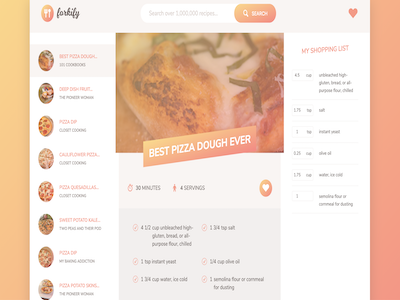 forkify
Search over 1,000,000 recipes...
SEARCH
BEST PIZZA DOUGH...
101 COOKBOOKS
DEEP DISH FRUIT...
THE PIONEER WOMAN
PIZZA DIP
CLOSET COOKING
CAULIFLOWER PIZZA...
CLOSET COOKING
PIZZA QUESADILLAS...
CLOSET COOKING
SWEET POTATO KALE...
TWO PEAS AND THEIR POD
PIZZA DIP
MY BAKING ADDICTION
PIZZA POTATO SKINS...
THE PIONEER WOMAN
BEST PIZZA DOUGH EVER
30 MINUTES
4 SERVINGS
4 1/2 cup unbleached high-
gluten, bread, or all-
purpose flour, chilled
1 3/4 tsp salt
1 tsp instant yeast
1/4 cup olive oil
1 3/4 cup water, ice cold
1 semolina flour or cornmeal
for dusting
MY SHOPPING LIST
4.5 cup unbleached high-
gluten, bread, or all-
purpose flour, chilled
1.75 tsp salt
1 tsp instant yeast
0.25 cup olive oil
1.75 cup water, ice cold
1 semolina flour or cornmeal
for dusting